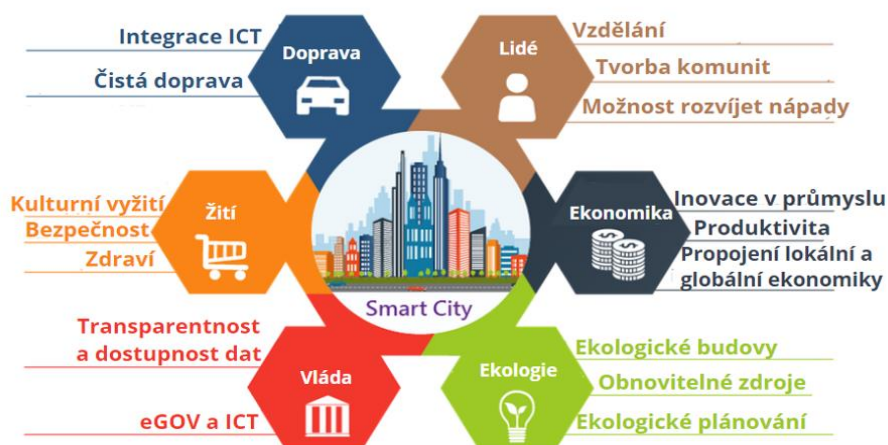 Integrace ICT
Čistá doprava
Doprava
Lidé
Vzdělání
Tvorba komunit
Možnost rozvíjet nápady
Kulturní vyžití
Bezpečnost
Zdraví
Žití
Ekonomika
Inovace v průmyslu
Produktivita
Propojení lokální a
globální ekonomiky
Smart City
Transparentnost
a dostupnost dat
eGOV a ICT
Vláda
Ekologie
Ekologické budovy
Obnovitelné zdroje
Ekologické plánování